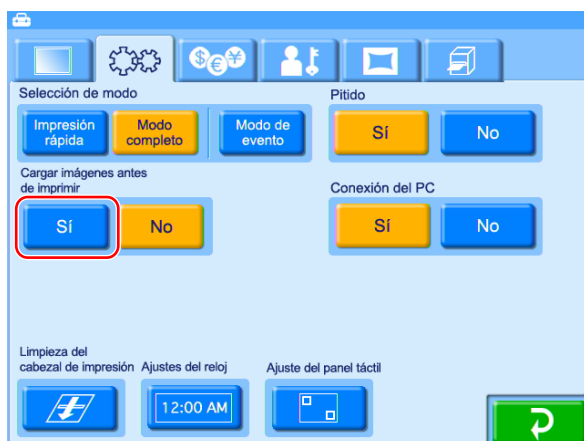 $€¥
Selección de modo
Pitido
Impresión
rápida
Modo
completo
Modo de
evento
Sí
No
Cargar imágenes antes
de imprimir
Conexión del PC
Sí
No
Sí
No
Limpieza del
cabezal de impresión
Ajustes del reloj
Ajuste del panel táctil
12:00 AM